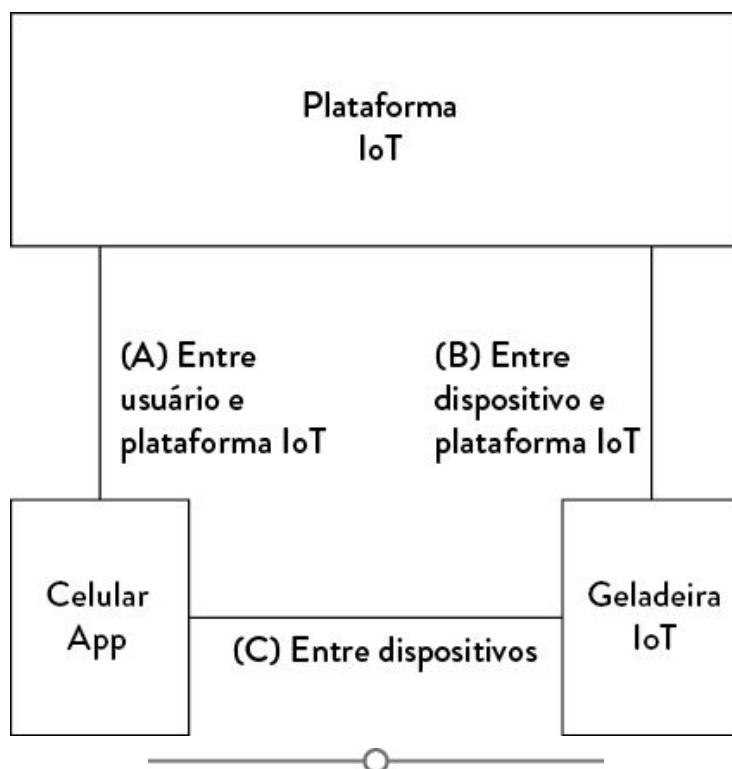 Plataforma
IoT
(A) Entre
usuário e
plataforma IoT
(B) Entre
dispositivo e
plataforma IoT
Celular
App
(C) Entre dispositivos
Geladeira
IoT